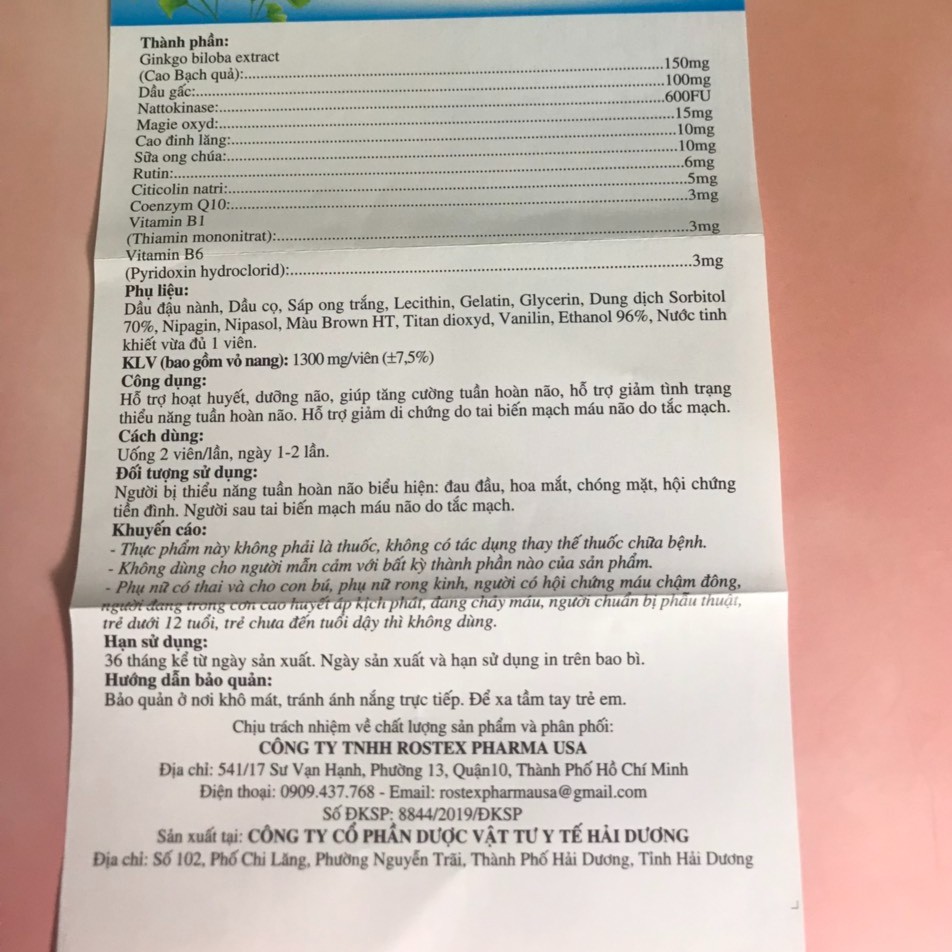 Thành phần:
Ginkgo biloba extract
(Cao Bạch quả):...150mg
Dầu gấc:...100mg
Nattokinase:...600FU
Magie oxyd:...15mg
Cao đinh lăng:...10mg
Sữa ong chúa:...10mg
Rutin:...6mg
Citicolin natri:...5mg
Coenzym Q10:...3mg
Vitamin B1
(Thiamin mononitrat):...3mg
Vitamin B6
(Pyridoxin hydroclorid):...3mg
Phụ liệu:
Dầu đậu nành, Dầu cọ, Sáp ong trắng, Lecithin, Gelatin, Glycerin, Dung dịch Sorbitol
70%, Nipagin, Nipasol, Màu Brown HT, Titan dioxyd, Vanilin, Ethanol 96%, Nước tinh
khiết vừa đủ 1 viên.
KLV (bao gồm vỏ nang): 1300 mg/viên (±7,5%)
Công dụng:
Hỗ trợ hoạt huyết, dưỡng não, giúp tăng cường tuần hoàn não, hỗ trợ giảm tình trạng
thiểu năng tuần hoàn não. Hỗ trợ giảm di chứng do tai biến mạch máu não do tắc mạch.
Cách dùng:
Uống 2 viên/lần, ngày 1-2 lần.
Đối tượng sử dụng:
Người bị thiểu năng tuần hoàn não biểu hiện: đau đầu, hoa mắt, chóng mặt, hội chứng
tiền đình. Người sau tai biến mạch máu não do tắc mạch.
Khuyến cáo:
- Thực phẩm này không phải là thuốc, không có tác dụng thay thế thuốc chữa bệnh.
- Không dùng cho người mẫn cảm với bất kỳ thành phần nào của sản phẩm.
- Phụ nữ có thai và cho con bú, phụ nữ rong kinh, người có hội chứng máu chậm đông,
người đang trong cơn cao huyết áp kịch phát, đang chảy máu, người chuẩn bị phẫu thuật,
trẻ dưới 12 tuổi, trẻ chưa đến tuổi dậy thì không dùng.
Hạn sử dụng:
36 tháng kể từ ngày sản xuất. Ngày sản xuất và hạn sử dụng in trên bao bì.
Hướng dẫn bảo quản:
Bảo quản ở nơi khô mát, tránh ánh nắng trực tiếp. Để xa tầm tay trẻ em.
Chịu trách nhiệm về chất lượng sản phẩm và phân phối:
CÔNG TY TNHH ROSTEX PHARMA USA
Địa chỉ: 541/17 Sư Vạn Hạnh, Phường 13, Quận10, Thành Phố Hồ Chí Minh
Điện thoại: 0909.437.768 - Email: rostexpharmausa@gmail.com
Số ĐKSP: 8844/2019/ĐKSP
Sản xuất tại: CÔNG TY CỔ PHẦN DƯỢC VẬT TƯ Y TẾ HẢI DƯƠNG
Địa chỉ: Số 102, Phố Chi Lăng, Phường Nguyễn Trãi, Thành Phố Hải Dương, Tỉnh Hải Dương